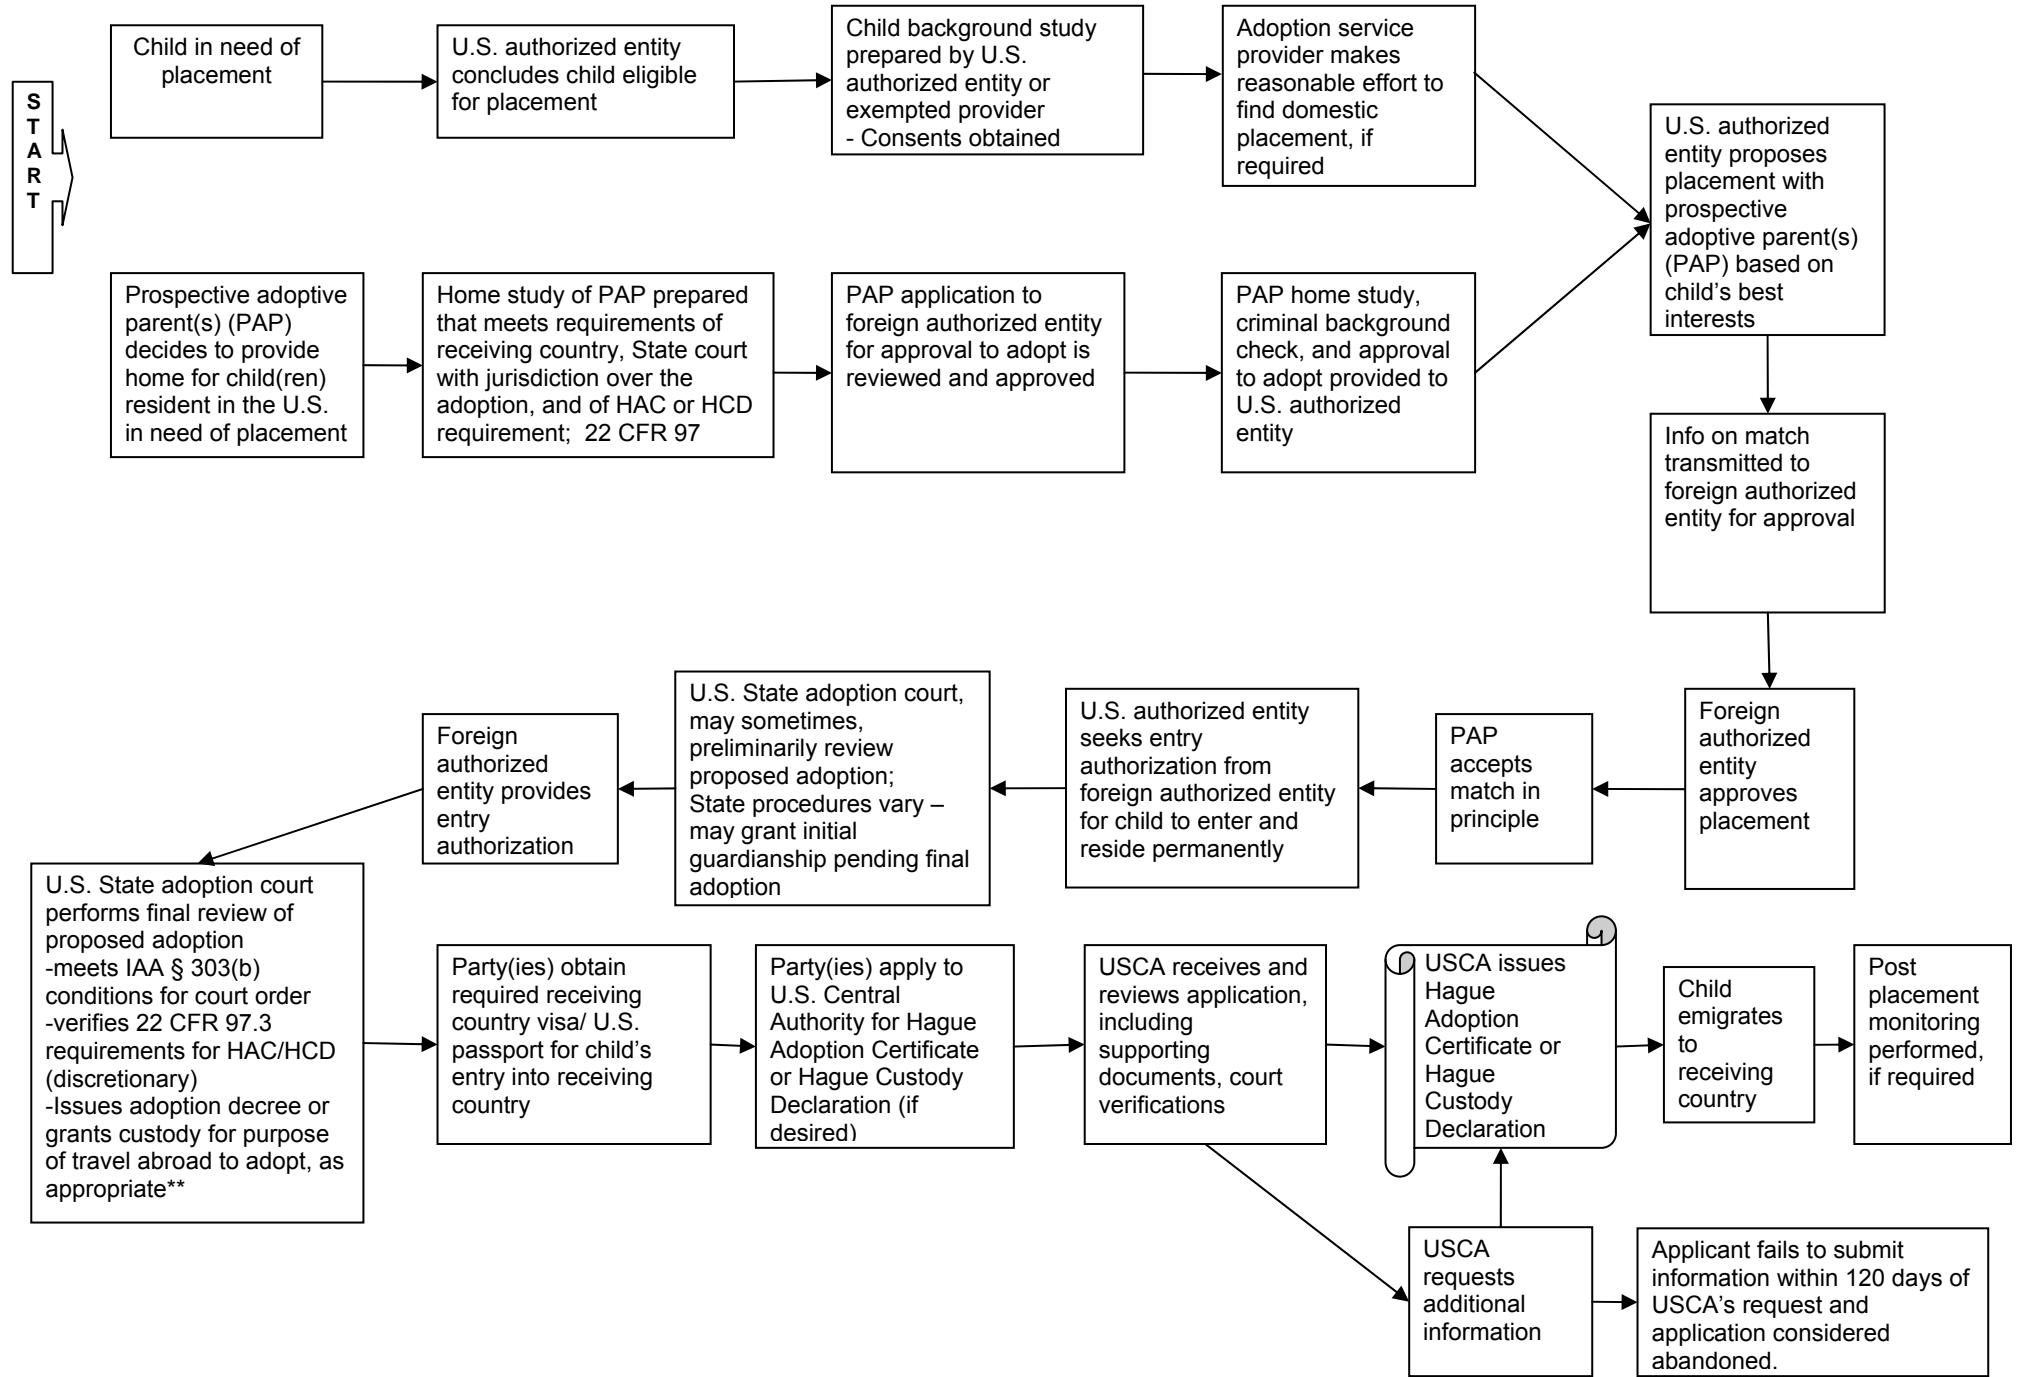 S
T
A
R
T
Child in need of
placement
U.S. authorized entity
concludes child eligible
for placement
Child background study
prepared by U.S.
authorized entity or
exempted provider
- Consents obtained
Adoption service
provider makes
reasonable effort to
find domestic
placement, if
required
Prospective adoptive
parent(s) (PAP)
decides to provide
home for child(ren)
resident in the U.S.
in need of placement
Home study of PAP prepared
that meets requirements of
receiving country, State court
with jurisdiction over the
adoption, and of HAC or HCD
requirement; 22 CFR 97
PAP application to
foreign authorized entity
for approval to adopt is
reviewed and approved
PAP home study,
criminal background
check, and approval
to adopt provided to
U.S. authorized
entity
U.S. authorized
entity proposes
placement with
prospective
adoptive parent(s)
(PAP) based on
child’s best
interests
Info on match
transmitted to
foreign authorized
entity for approval
Foreign
authorized
entity
approves
placement
PAP
accepts
match in
principle
U.S. authorized entity
seeks entry
authorization from
foreign authorized entity
for child to enter and
reside permanently
U.S. State adoption court,
may sometimes,
preliminarily review
proposed adoption;
State procedures vary –
may grant initial
guardianship pending final
adoption
Foreign
authorized
entity provides
entry
authorization
U.S. State adoption court
performs final review of
proposed adoption
-meets IAA § 303(b)
conditions for court order
-verifies 22 CFR 97.3
requirements for HAC/HCD
(discretionary)
-Issues adoption decree or
grants custody for purpose
of travel abroad to adopt, as
appropriate**
Party(ies) obtain
required receiving
country visa/ U.S.
passport for child’s
entry into receiving
country
Party(ies) apply to
U.S. Central
Authority for Hague
Adoption Certificate
or Hague Custody
Declaration (if
desired)
USCA receives and
reviews application,
including
supporting
documents, court
verifications
USCA issues
Hague
Adoption
Certificate or
Hague
Custody
Declaration
Child
emigrates
to
receiving
country
Post
placement
monitoring
performed,
if required
USCA
requests
additional
information
Applicant fails to submit
information within 120 days of
USCA’s request and
application considered
abandoned.